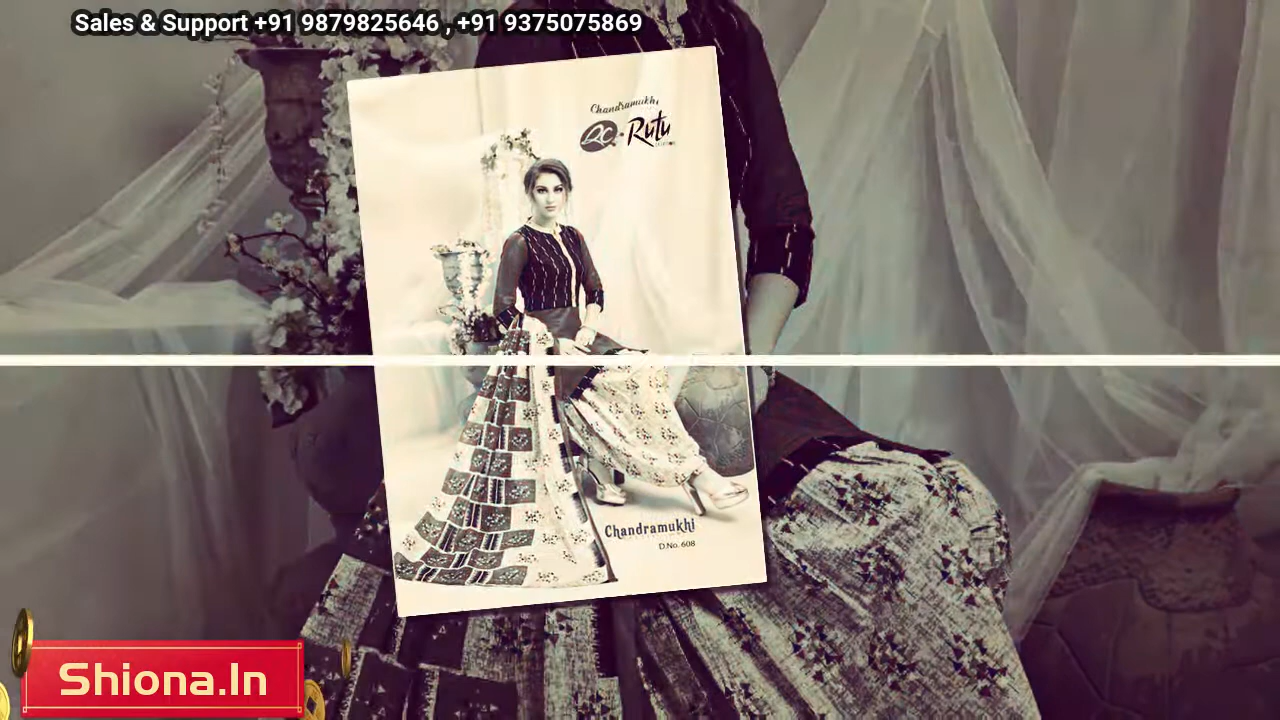 Sales & Support +91 9879825646 , +91 9375075869
Chandramukhi
Rutu
Chandramukhi
D.No. 608
Shiona.In